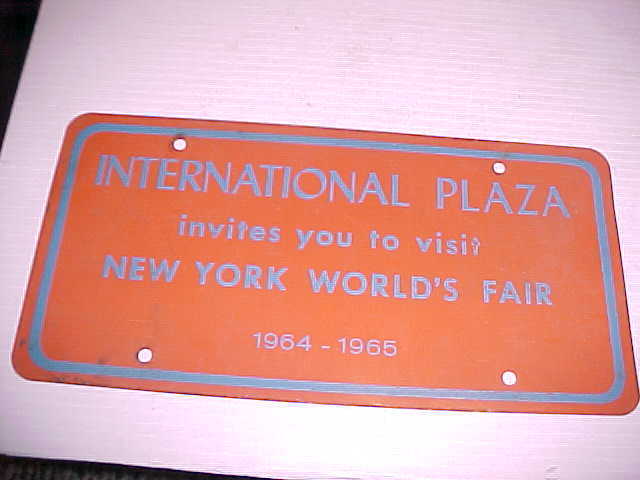 INTERNATIONAL PLAZA
invites you to visit
NEW YORK WORLD'S FAIR
1964 - 1965